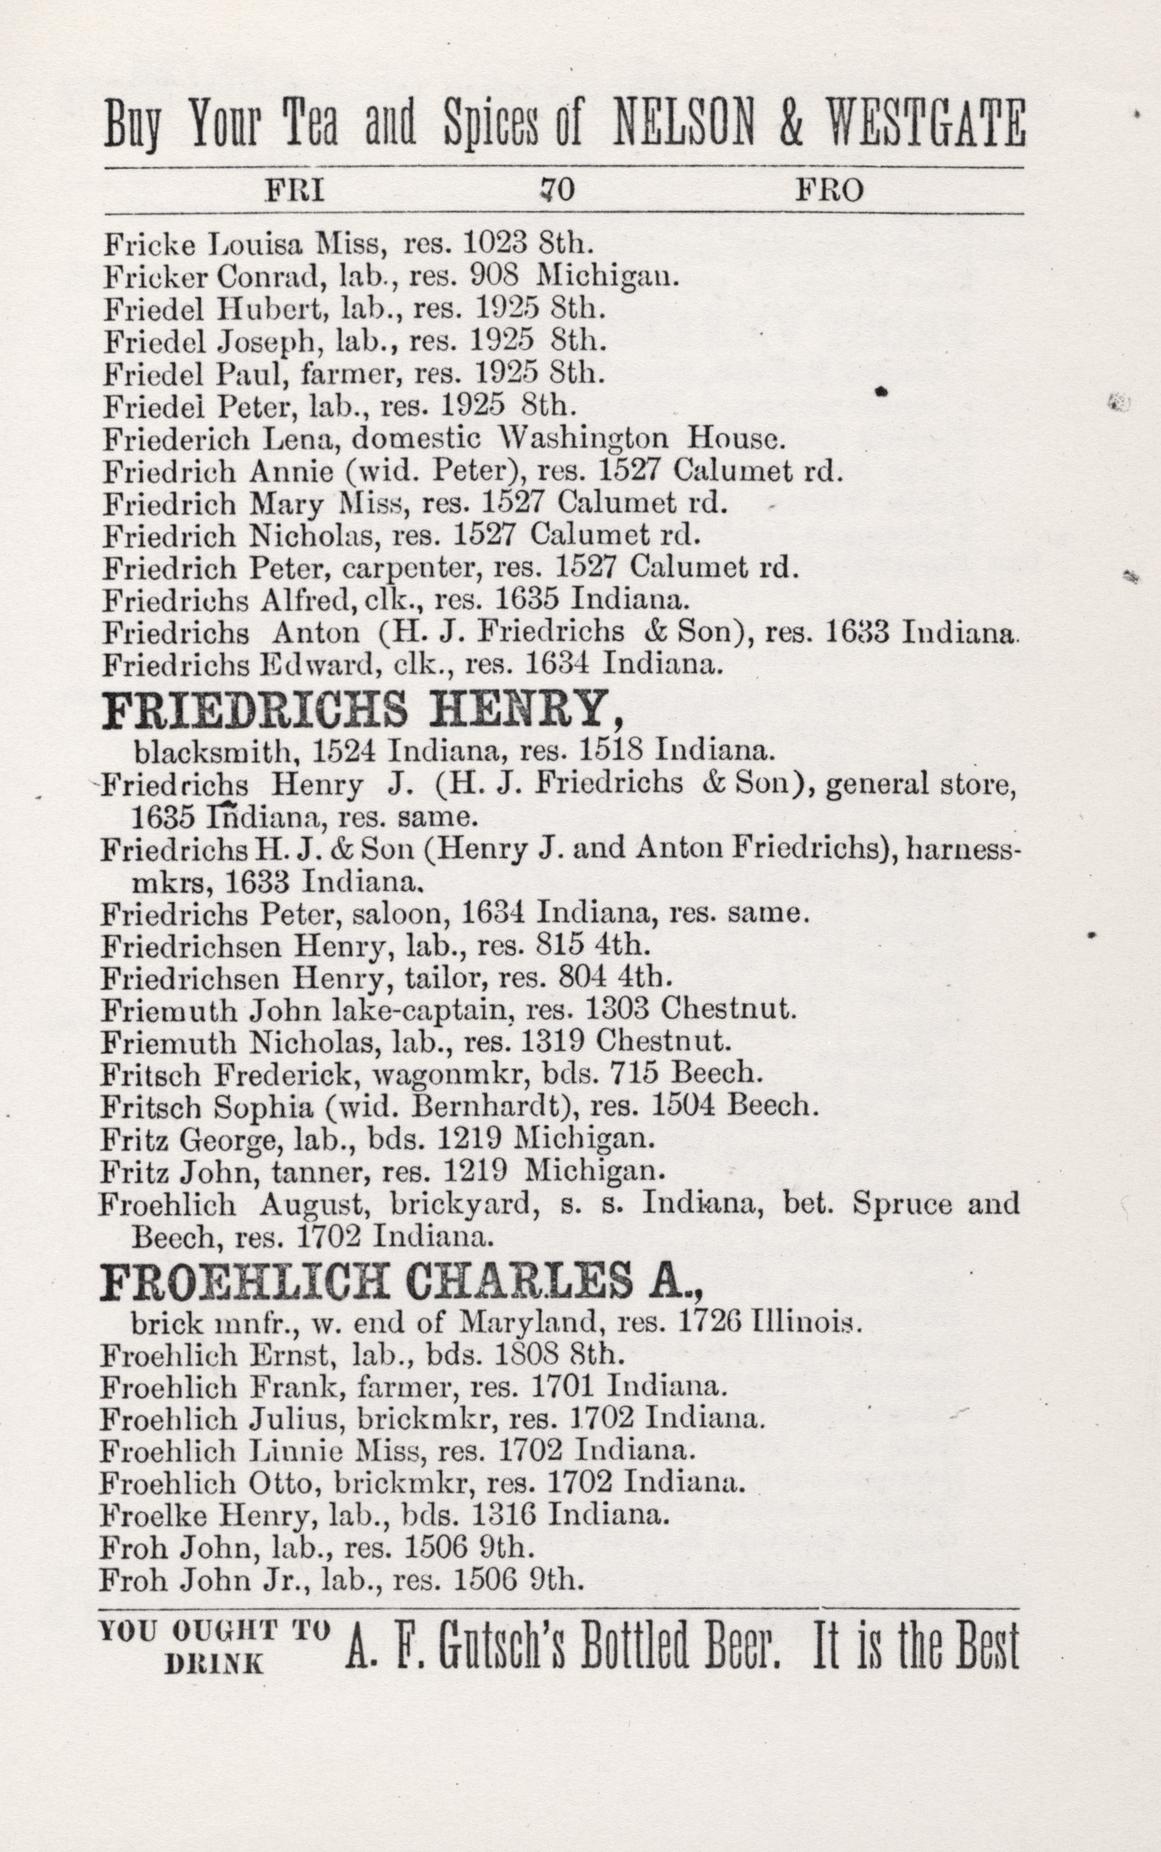 Buy Your Tea and Spices of NELSON & WESTGATE
FRI 70 FRO
Fricke Louisa Miss, res. 1023 8th.
Fricker Conrad, lab., res. 908 Michigan.
Friedel Hubert, lab., res. 1925 8th.
Friedel Joseph, lab., res. 1925 8th.
Friedel Paul, farmer, res. 1925 8th.
Friedel Peter, lab., res. 1925 8th.
Friederich Lena, domestic Washington House.
Friedrich Annie (wid. Peter), res. 1527 Calumet rd.
Friedrich Mary Miss, res. 1527 Calumet rd.
Friedrich Nicholas, res. 1527 Calumet rd.
Friedrich Peter, carpenter, res. 1527 Calumet rd.
Friedrichs Alfred, clk., res. 1635 Indiana.
Friedrichs Anton (H. J. Friedrichs & Son), res. 1633 Indiana.
Friedrichs Edward, clk., res. 1634 Indiana.
FRIEDRICHS HENRY,
blacksmith, 1524 Indiana, res. 1518 Indiana.
Friedrichs Henry J. (H. J. Friedrichs & Son), general store,
1635 Indiana, res. same.
Friedrichs H. J. & Son (Henry J. and Anton Friedrichs), harness-
mkrs, 1633 Indiana.
Friedrichs Peter, saloon, 1634 Indiana, res. same.
Friedrichsen Henry, lab., res. 815 4th.
Friedrichsen Henry, tailor, res. 804 4th.
Friemuth John lake-captain, res. 1303 Chestnut.
Friemuth Nicholas, lab., res. 1319 Chestnut.
Fritsch Frederick, wagonmkr, bds. 715 Beech.
Fritsch Sophia (wid. Bernhardt), res. 1504 Beech.
Fritz George, lab., bds. 1219 Michigan.
Fritz John, tanner, res. 1219 Michigan.
Froehlich August, brickyard, s. s. Indiana, bet. Spruce and
Beech, res. 1702 Indiana.
FROEHLICH CHARLES A.,
brick mnfr., w. end of Maryland, res. 1726 Illinois.
Froehlich Ernst, lab., bds. 1808 8th.
Froehlich Frank, farmer, res. 1701 Indiana.
Froehlich Julius, brickmkr, res. 1702 Indiana.
Froehlich Linnie Miss, res. 1702 Indiana.
Froehlich Otto, brickmkr, res. 1702 Indiana.
Froelke Henry, lab., bds. 1316 Indiana.
Froh John, lab., res. 1506 9th.
Froh John Jr., lab., res. 1506 9th.
YOU OUGHT TO DRINK A. F. Gutsch's Bottled Beer. It is the Best